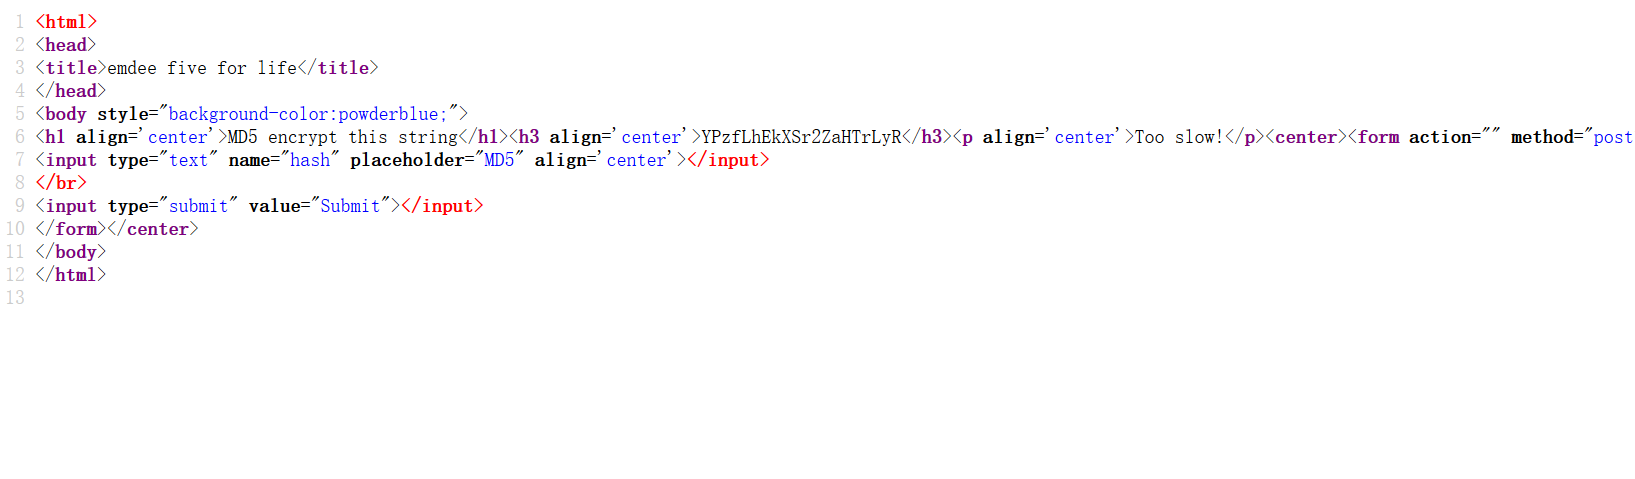 1 <html>
2 <head>
3 <title>emdee five for life</title>
4 </head>
5 <body style="background-color:powderblue;">
6 <h1 align='center'>MD5 encrypt this string</h1><h3 align='center'>YPzfLhEkXSr2ZaHTrLyR</h3><p align='center'>Too slow!</p><center><form action="" method="post
7 <input type="text" name="hash" placeholder="MD5" align='center'></input>
8 </br>
9 <input type="submit" value="Submit"></input>
10 </form></center>
11 </body>
12 </html>
13